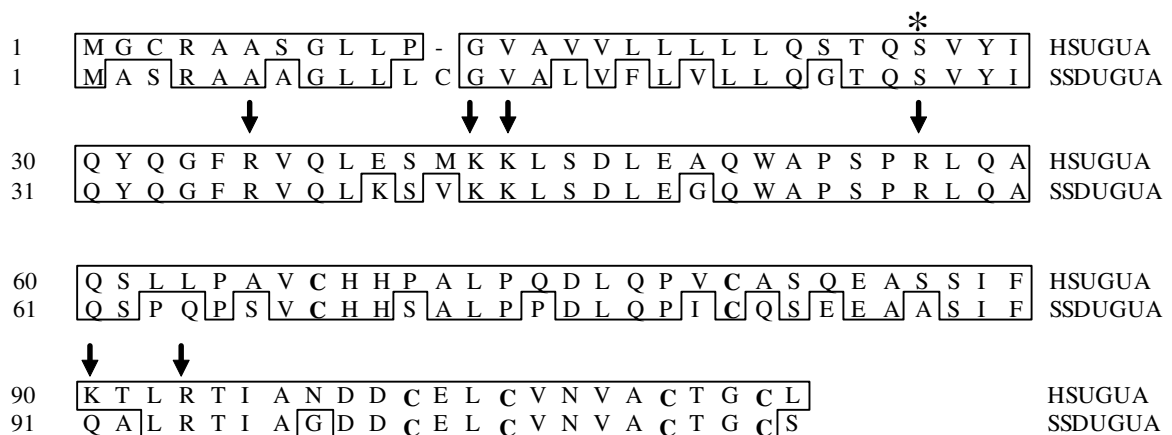 *
1 M G C R A A S G L L P - G V A V V L L L L L Q S T Q S V Y I HSUGUA
1 M A S R A A A G L L L C G V A L V F L V L L Q G T Q S V Y I SSDUGUA
30 Q Y Q G F R V Q L E S M K K L S D L E A Q W A P S P R L Q A HSUGUA
31 Q Y Q G F R V Q L K S V K K L S D L E G Q W A P S P R L Q A SSDUGUA
60 Q S L L P A V C H H P A L P Q D L Q P V C A S Q E A S S I F HSUGUA
61 Q S P Q P S V C H H S A L P P D L Q P I C Q S E E A A S I F SSDUGUA
90 K T L R T I A N D D C E L C V N V A C T G C L HSUGUA
91 Q A L R T I A G D D C E L C V N V A C T G C S SSDUGUA